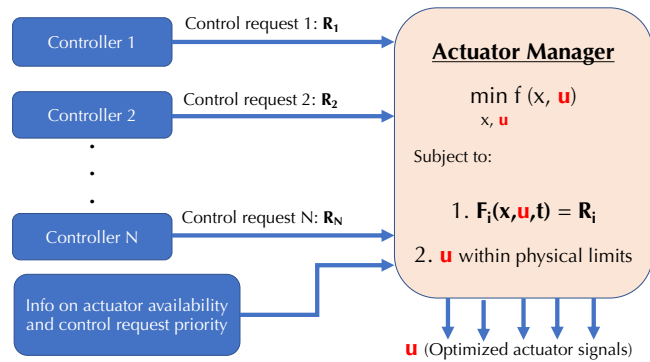 Controller 1
Control request 1: R1
Controller 2
Control request 2: R2
Controller N
Control request N: RN
Info on actuator availability
and control request priority
Actuator Manager
min f (x, u)
x, u
Subject to:
1. Fi(x,u,t) = Ri
2. u within physical limits
u (Optimized actuator signals)